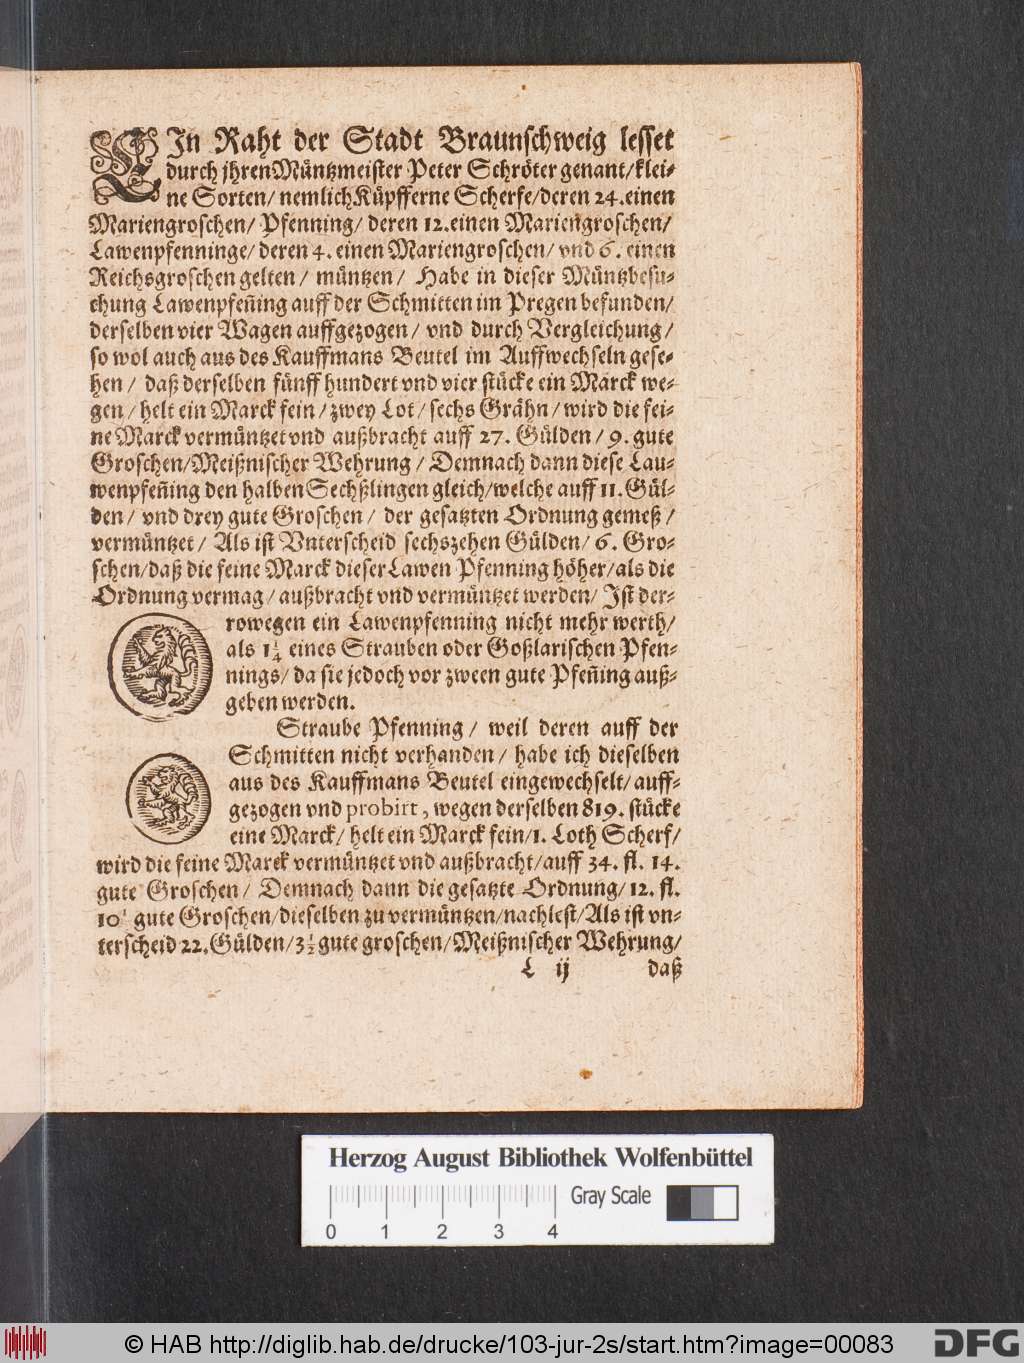 EIn Raht der Stadt Braunschweig lesset
durch jhren Müntzmeister Peter Schröter genant/klei-
ne Sorten/ nemlich Küpfferne Scherfe/deren 24.einen
Mariengroschen/ Pfenning/ deren 12.einen Mariengroschen/
Lawenpfenninge/ deren 4. einen Mariengroschen/ vnd 6. einen
Reichsgroschen gelten/ müntzen/ Habe in dieser Müntzbesu-
chung Lawenpfeñing auff der Schmitten im Pregen befunden/
derselben vier Wagen auffgezogen/ vnd durch Vergleichung/
so wol auch aus des Kauffmans Beutel im Auffwechseln gese-
hen/ daß derselben fünff hundert vnd vier stücke ein Marck we-
gen/ helt ein Marck fein/ zwey Lot/ sechs Grähn/ wird die fei-
ne Marck vermüntzet vnd außbracht auff 27. Gülden/ 9. gute
Groschen/Meißnischer Wehrung/ Demnach dann diese Lau-
wenpfeñing den halben Sechßlingen gleich/welche auff 11. Gül-
den/ vnd drey gute Groschen/ der gesatzten Ordnung gemeß/
vermüntzet/ Als ist Vnterscheid sechszehen Gülden/ 6. Gro-
schen/daß die feine Marck dieser Lawen Pfenning höher/als die
Ordnung vermag/ außbracht vnd vermüntzet werden/ Ist der-
rowegen ein Lawenpfenning nicht mehr werth/
als 1 1/4 eines Strauben oder Goßlarischen Pfen-
nings/ da sie jedoch vor zween gute Pfeñing auß-
geben werden.
Straube Pfenning/ weil deren auff der
Schmitten nicht verhanden/ habe ich dieselben
aus des Kauffmans Beutel eingewechselt/ auff-
gezogen vnd probirt, wegen derselben 819. stücke
eine Marck/ helt ein Marck fein/1. Loth Scherf/
wird die feine Marck vermüntzet vnd außbracht/auff 34. fl. 14.
gute Groschen/ Demnach dann die gesatzte Ordnung/12. fl.
10 gute Groschen/dieselben zu vermüntzen/nachlest/Als ist vn-
terscheid 22.Gülden/3 1/2 gute groschen/Meißnischer Wehrung/
L ij daß
Herzog August Bibliothek Wolfenbüttel
Gray Scale
0 1 2 3 4
© HAB http://diglib.hab.de/drucke/103-jur-2s/start.htm?image=00083
DFG